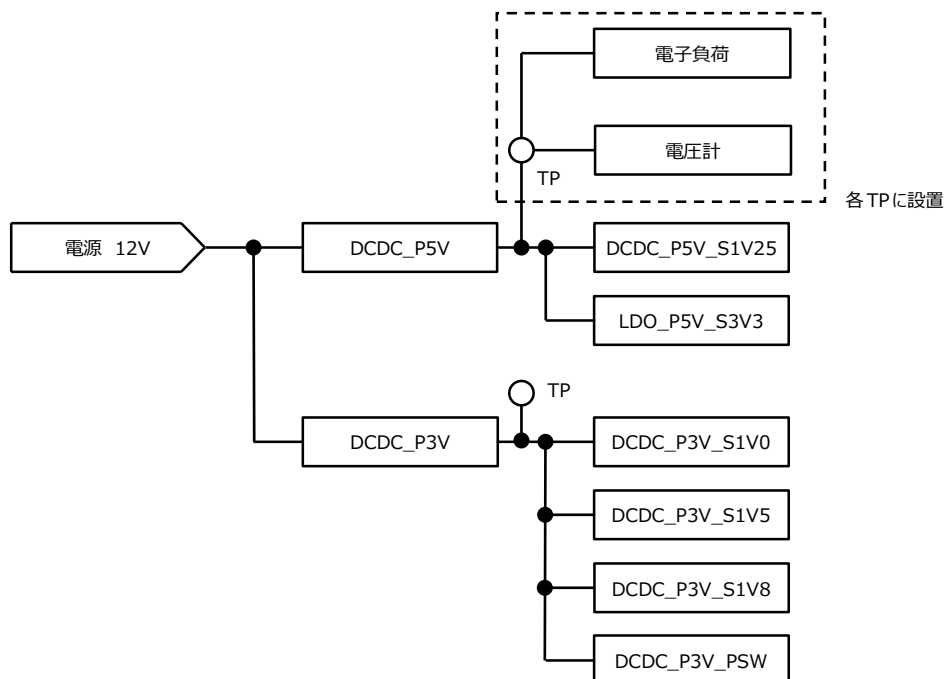 電子負荷
電圧計
TP
各TPに設置
電源 12V
DCDC_P5V
DCDC_P5V_S1V25
LDO_P5V_S3V3
TP
DCDC_P3V
DCDC_P3V_S1V0
DCDC_P3V_S1V5
DCDC_P3V_S1V8
DCDC_P3V_PSW